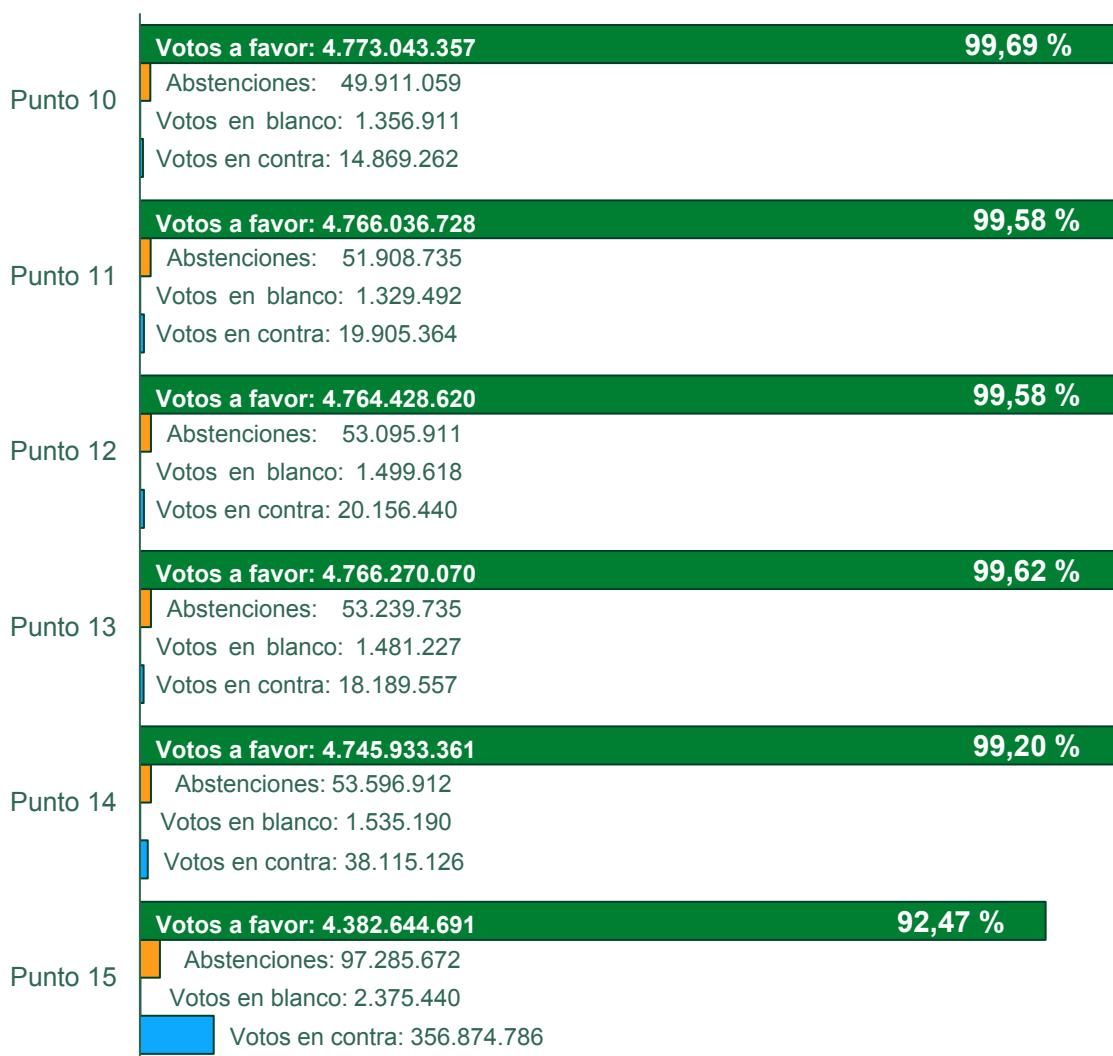 Votos a favor: 4.773.043.357 99,69 %
Abstenciones: 49.911.059
Punto 10
Votos en blanco: 1.356.911
Votos en contra: 14.869.262
Votos a favor: 4.766.036.728 99,58 %
Abstenciones: 51.908.735
Punto 11
Votos en blanco: 1.329.492
Votos en contra: 19.905.364
Votos a favor: 4.764.428.620 99,58 %
Abstenciones: 53.095.911
Punto 12
Votos en blanco: 1.499.618
Votos en contra: 20.156.440
Votos a favor: 4.766.270.070 99,62 %
Abstenciones: 53.239.735
Punto 13
Votos en blanco: 1.481.227
Votos en contra: 18.189.557
Votos a favor: 4.745.933.361 99,20 %
Abstenciones: 53.596.912
Punto 14
Votos en blanco: 1.535.190
Votos en contra: 38.115.126
Votos a favor: 4.382.644.691 92,47 %
Abstenciones: 97.285.672
Punto 15
Votos en blanco: 2.375.440
Votos en contra: 356.874.786